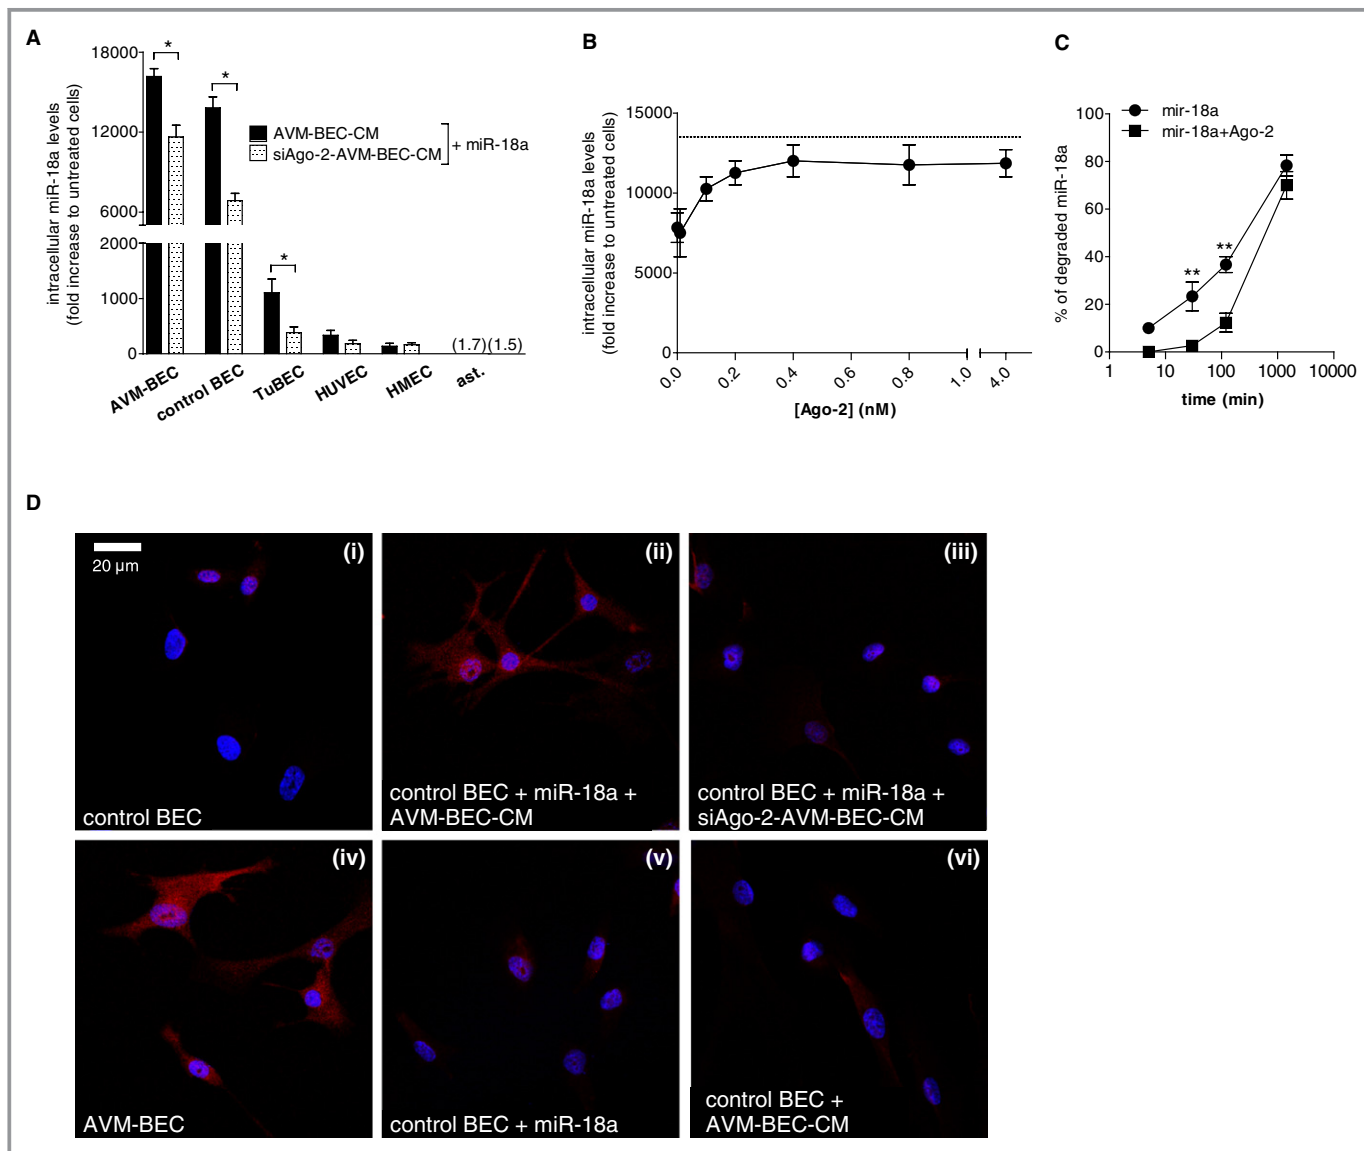 A
intracellular miR-18a levels
(fold increase to untreated cells)
18000
12000
6000
2000
1000
0
*
*
*
AVM-BEC-CM
siAgo-2-AVM-BEC-CM
+ miR-18a
(1.7)(1.5)
AVM-BEC
control BEC
TuBEC
HUVEC
HMEC
ast.
B
intracellular miR-18a levels
(fold increase to untreated cells)
15000
10000
5000
0
0.0
0.2
0.4
0.6
0.8
1.0
4.0
[Ago-2] (nM)
C
mir-18a
mir-18a+Ago-2
% of degraded miR-18a
100
80
60
40
20
0
**
**
1
10
100
1000
10000
time (min)
D
20 µm
(i)
control BEC
(ii)
control BEC + miR-18a +
AVM-BEC-CM
(iii)
control BEC + miR-18a +
siAgo-2-AVM-BEC-CM
(iv)
AVM-BEC
(v)
control BEC + miR-18a
(vi)
control BEC +
AVM-BEC-CM